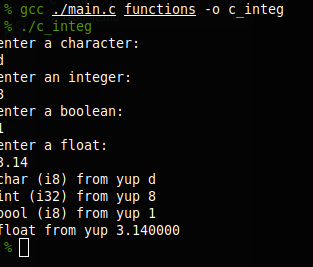 % gcc ./main.c functions -o c_integ
% ./c_integ
enter a character:
d
enter an integer:
8
enter a boolean:
1
enter a float:
3.14
char (i8) from yup d
int (i32) from yup 8
bool (i8) from yup 1
float from yup 3.140000
%